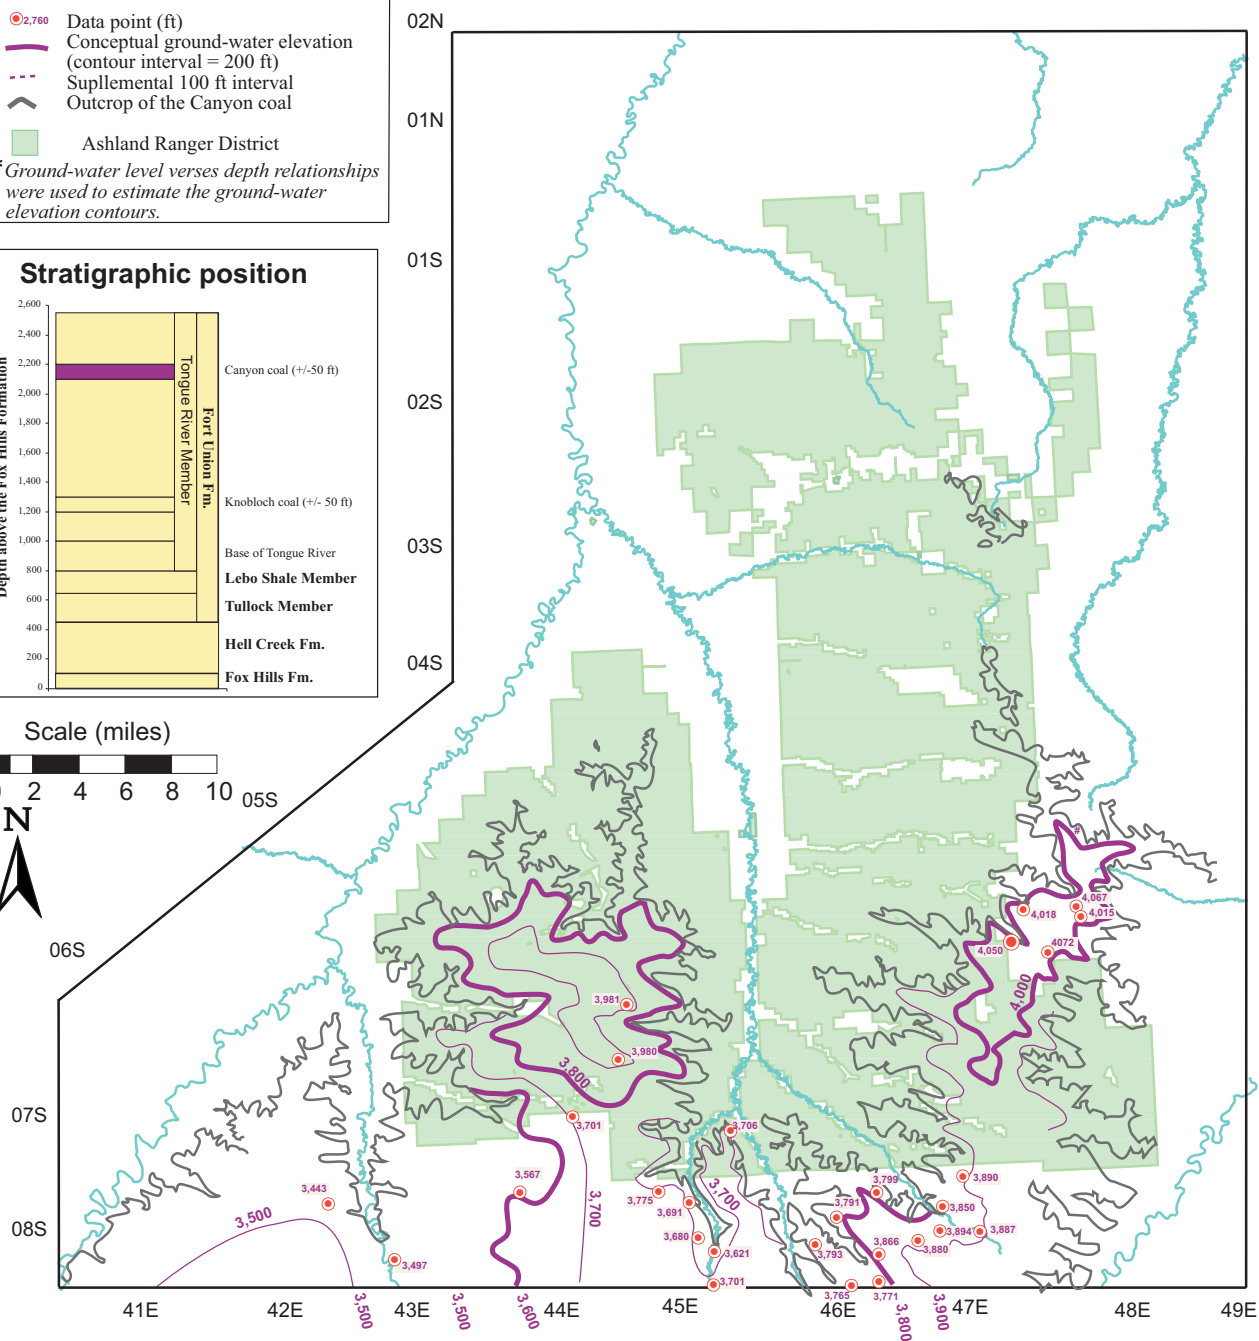 2,760 Data point (ft)
Conceptual ground-water elevation
(contour interval = 200 ft)
Supllemental 100 ft interval
Outcrop of the Canyon coal
Ashland Ranger District
*Ground-water level verses depth relationships
were used to estimate the ground-water
elevation contours.
Stratigraphic position
Depth above the Fox Hills Formation
2,600
2,400
2,200
2,000
1,800
1,600
1,400
1,200
1,000
800
600
400
200
0
Tongue River Member
Fort Union Fm.
Canyon coal (+/-50 ft)
Knobloch coal (+/- 50 ft)
Base of Tongue River
Lebo Shale Member
Tullock Member
Hell Creek Fm.
Fox Hills Fm.
Scale (miles)
2 4 6 8 10
N
02N
01N
01S
02S
03S
04S
05S
06S
07S
08S
#
4,067
4,018
4,015
4,050
4072
4,000
3,981
3,980
3,800
3,701
3,706
3,567
3,443
3,500
3,497
3,700
3,775
3,691
3,680
3,621
3,701
3,700
3,799
3,791
3,793
3,890
3,850
3,894
3,887
3,880
3,866
3,771
3,765
41E 42E 43E 44E 45E 46E 47E 48E 49E
3,500
3,500
3,600
3,800
3,900